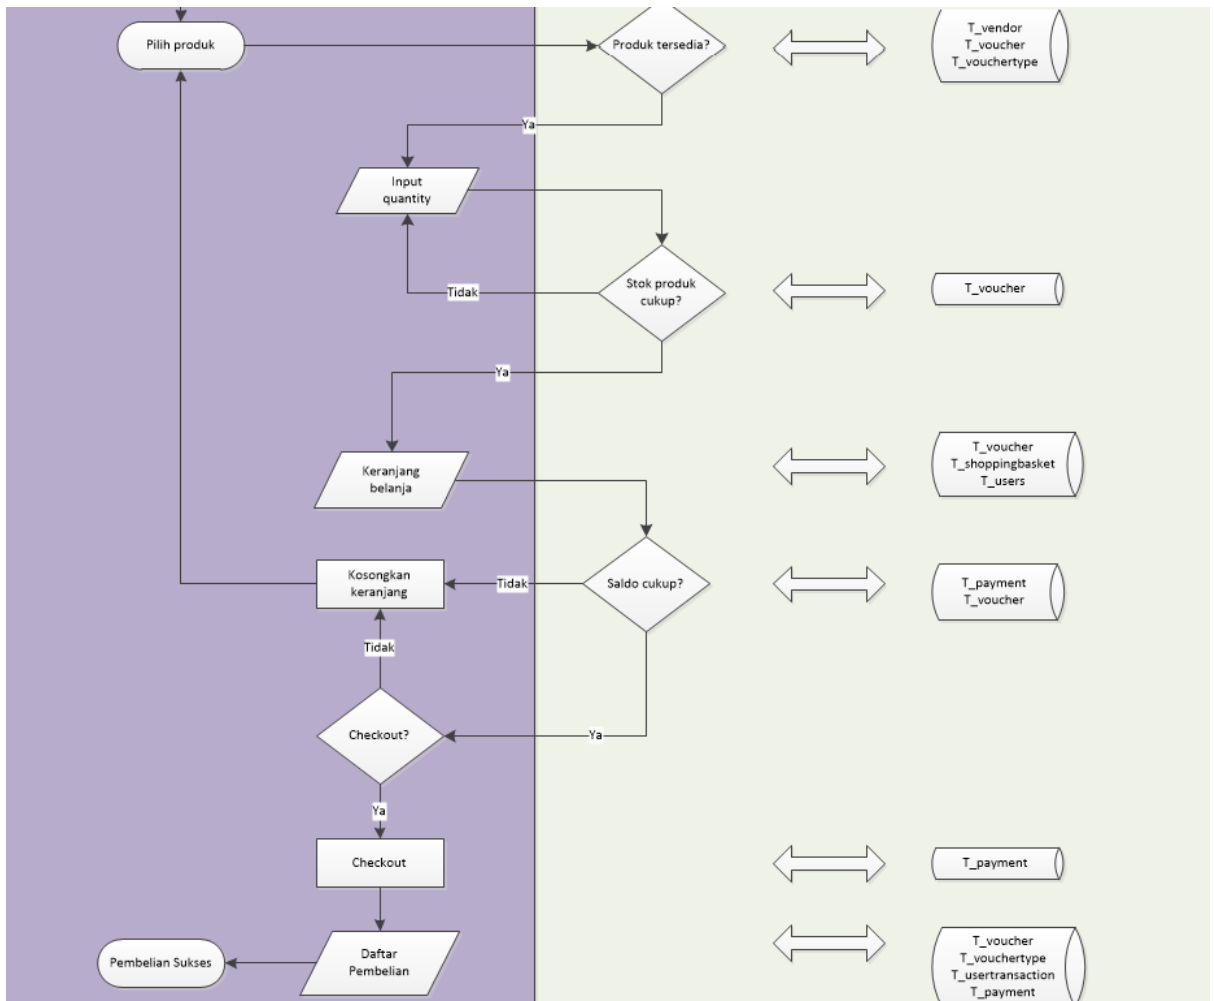 Pilih produk
Produk tersedia?
T_vendor
T_voucher
T_vouchertype
Ya
Input
quantity
Tidak
Stok produk
cukup?
T_voucher
Ya
Keranjang
belanja
T_voucher
T_shoppingbasket
T_users
Kosongkan
keranjang
Tidak
Saldo cukup?
T_payment
T_voucher
Tidak
Checkout?
Ya
Ya
Checkout
T_payment
Pembelian Sukses
Daftar
Pembelian
T_voucher
T_vouchertype
T_usertransaction
T_payment